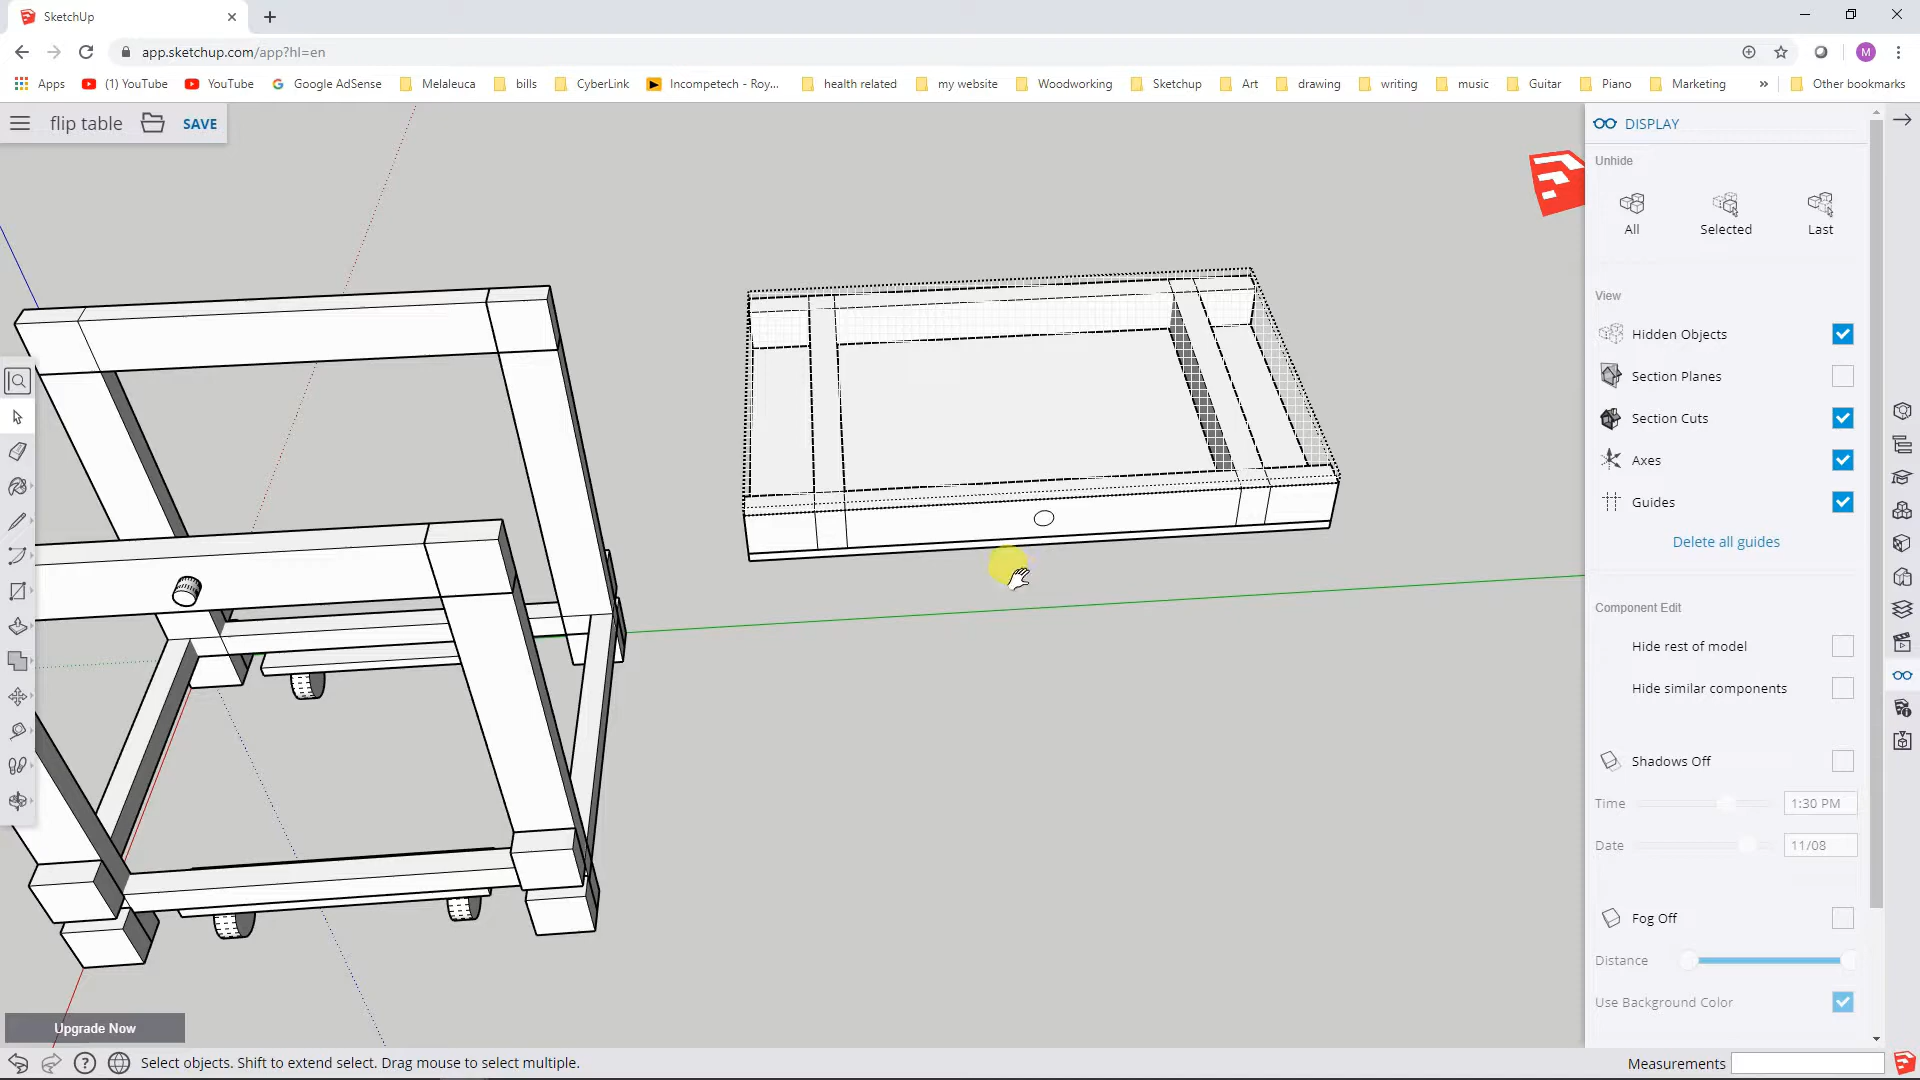 SketchUp
app.sketchup.com/app?hl=en
M
Apps (1) YouTube YouTube Google AdSense Melaleuca bills CyberLink Incompetech - Roy... health related my website Woodworking Sketchup Art drawing writing music Guitar Piano Marketing » Other bookmarks
flip table SAVE
DISPLAY
Unhide
All Selected Last
View
Hidden Objects
Section Planes
Section Cuts
Axes
Guides
Delete all guides
Component Edit
Hide rest of model
Hide similar components
Shadows Off
Time 1:30 PM
Date 11/08
Fog Off
Distance
Use Background Color
Upgrade Now
Select objects. Shift to extend select. Drag mouse to select multiple.
Measurements